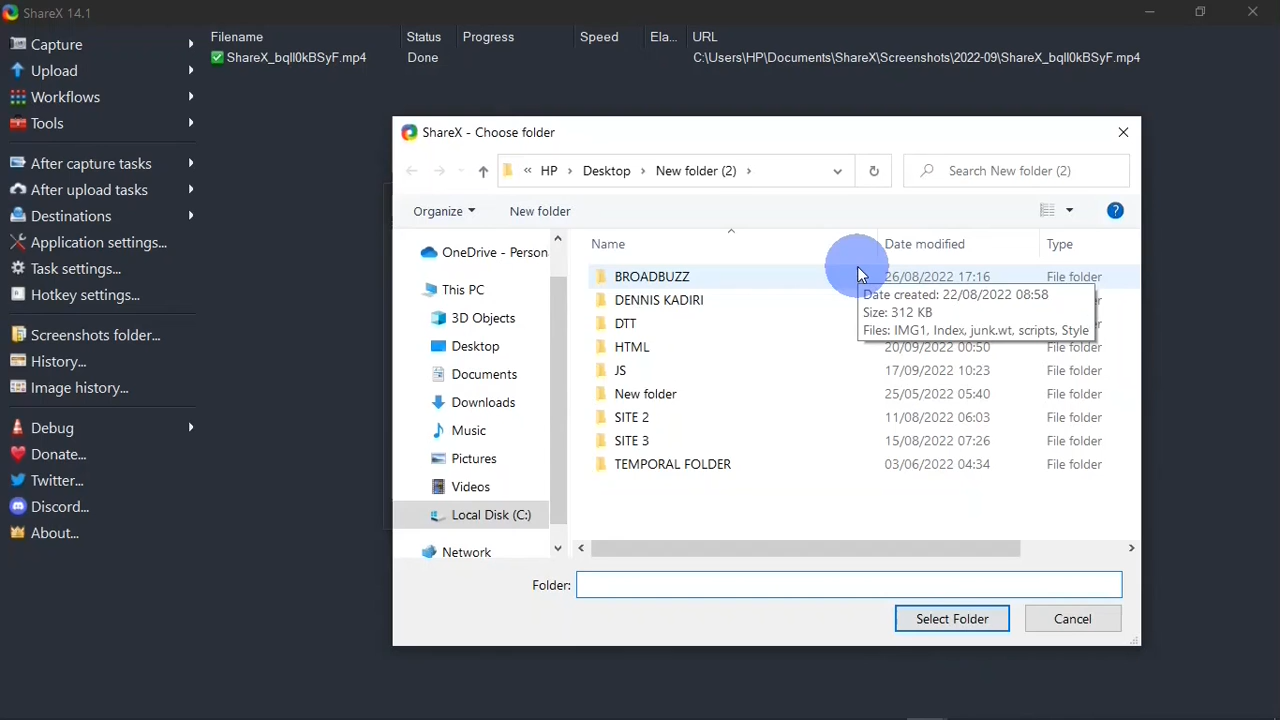 ShareX 14.1
Capture
Upload
Workflows
Tools
After capture tasks
After upload tasks
Destinations
Application settings...
Task settings...
Hotkey settings...
Screenshots folder...
History...
Image history...
Debug
Donate...
Twitter...
Discord...
About...
Filename Status Progress Speed Ela... URL
ShareX_bqll0kBSyF.mp4 Done C:\Users\HP\Documents\ShareX\Screenshots\2022-09\ShareX_bqll0kBSyF.mp4
ShareX - Choose folder
« HP › Desktop › New folder (2) ›
Search New folder (2)
Organize New folder
OneDrive - Person
This PC
3D Objects
Desktop
Documents
Downloads
Music
Pictures
Videos
Local Disk (C:)
Network
Name Date modified Type
BROADBUZZ 26/08/2022 17:16 File folder
DENNIS KADIRI
DTT
HTML 20/09/2022 00:50 File folder
JS 17/09/2022 10:23 File folder
New folder 25/05/2022 05:40 File folder
SITE 2 11/08/2022 06:03 File folder
SITE 3 15/08/2022 07:26 File folder
TEMPORAL FOLDER 03/06/2022 04:34 File folder
Date created: 22/08/2022 08:58
Size: 312 KB
Files: IMG1, Index, junk.wt, scripts, Style
Folder:
Select Folder Cancel